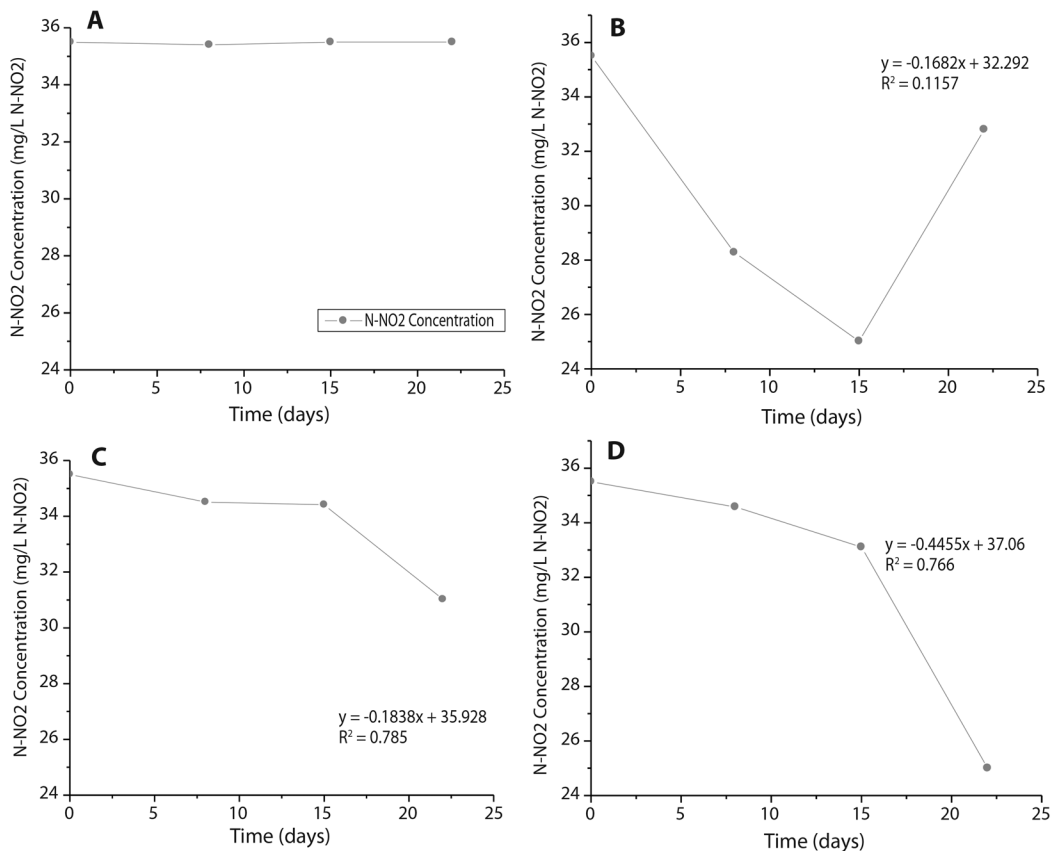 A
N-NO2 Concentration (mg/L N-NO2)
36
34
32
30
28
26
24
N-NO2 Concentration
0
5
10
15
20
25
Time (days)
B
N-NO2 Concentration (mg/L N-NO2)
36
34
32
30
28
26
24
y = -0.1682x + 32.292
R² = 0.1157
0
5
10
15
20
25
Time (days)
C
N-NO2 Concentration (mg/L N-NO2)
36
34
32
30
28
26
24
y = -0.1838x + 35.928
R² = 0.785
0
5
10
15
20
25
Time (days)
D
N-NO2 Concentration (mg/L N-NO2)
36
34
32
30
28
26
25
24
y = -0.4455x + 37.06
R² = 0.766
0
5
10
15
20
25
Time (days)